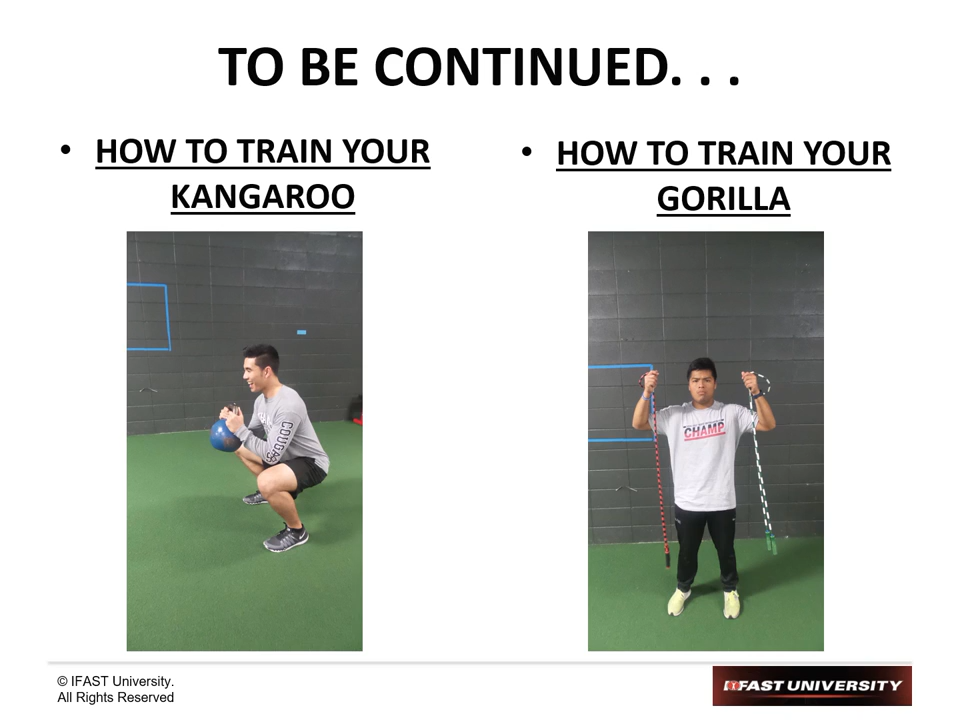 TO BE CONTINUED. . .
• HOW TO TRAIN YOUR
KANGAROO
• HOW TO TRAIN YOUR
GORILLA
CHAMP
© IFAST University.
All Rights Reserved
IFAST UNIVERSITY